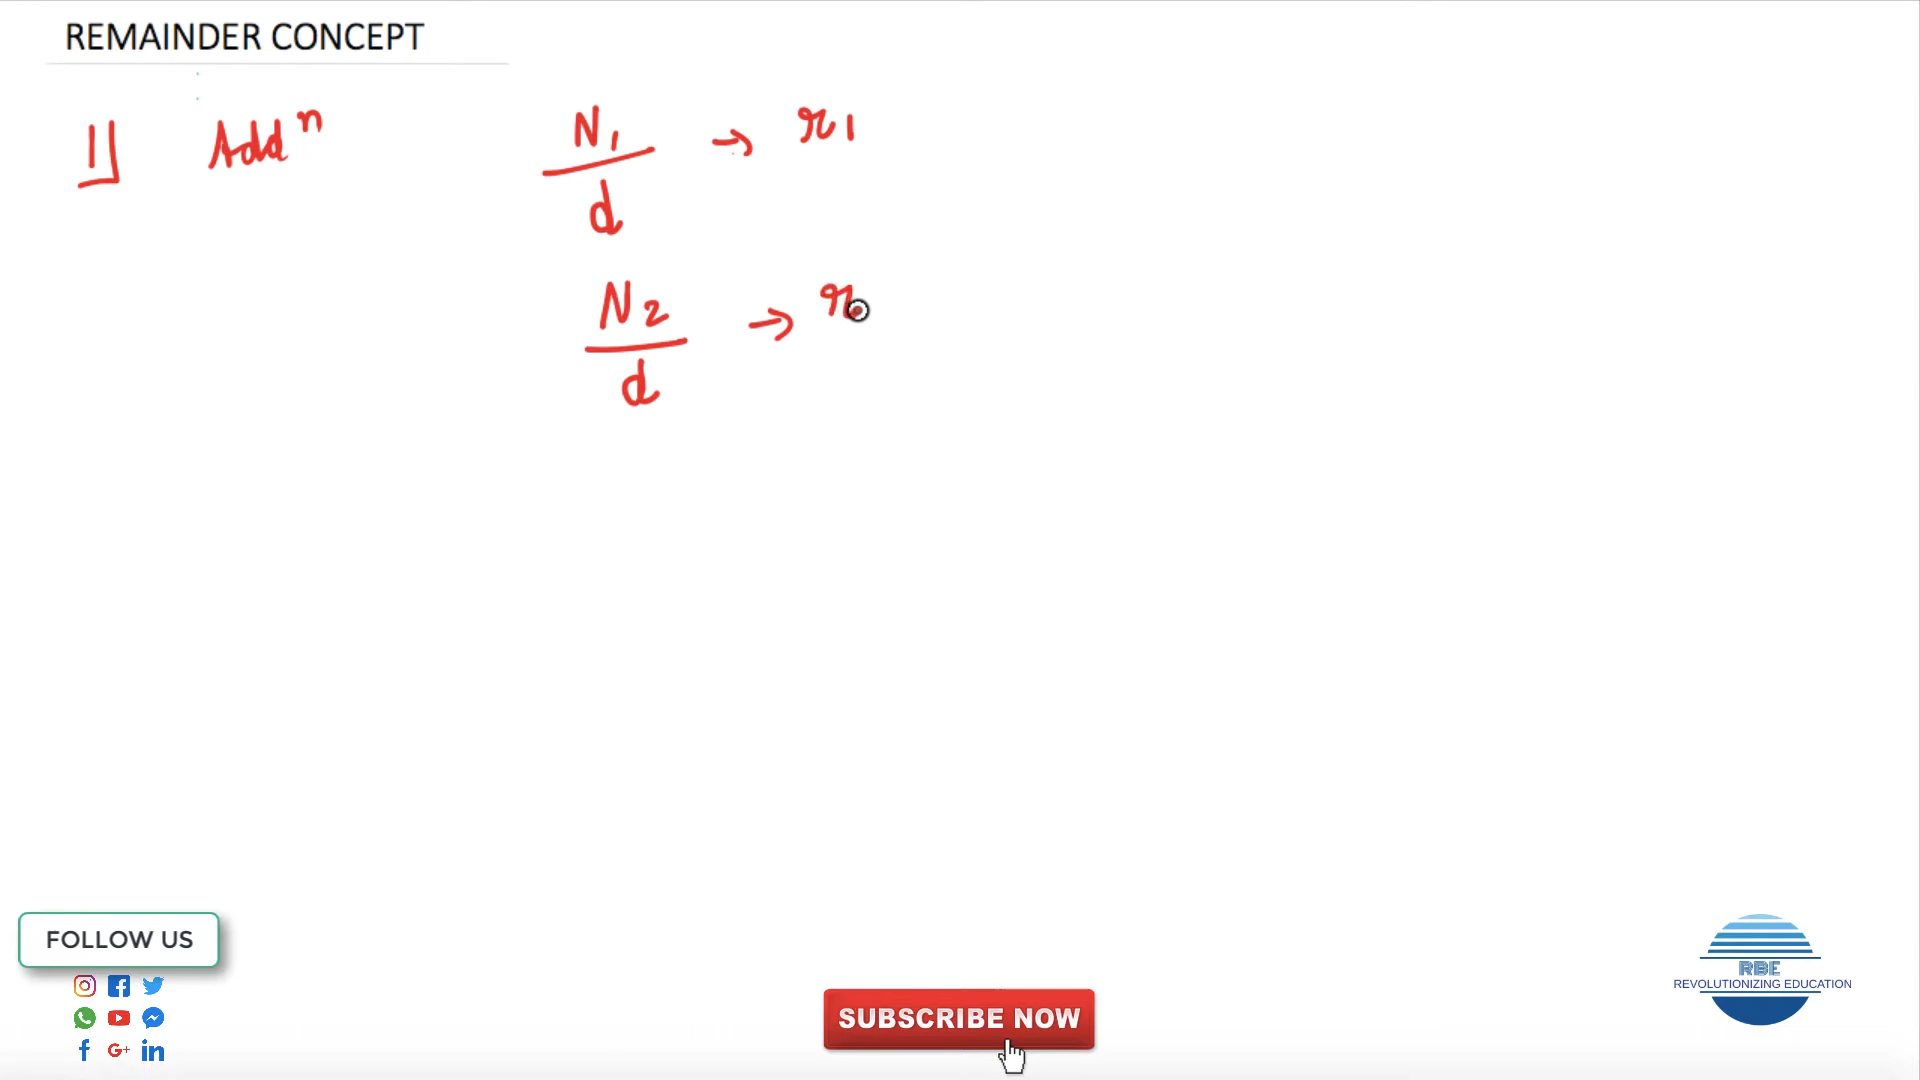 REMAINDER CONCEPT
1] Addⁿ
N₁/d → r₁
N₂/d → r
FOLLOW US
SUBSCRIBE NOW
RBE
REVOLUTIONIZING EDUCATION